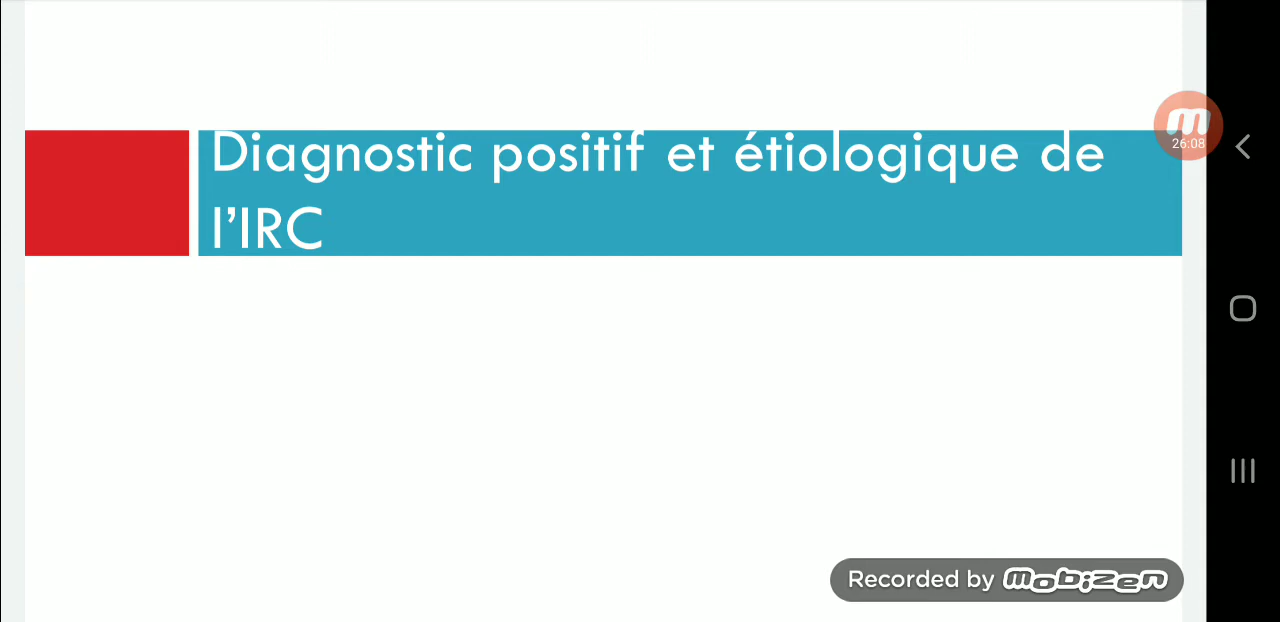 Diagnostic positif et étiologique de
l’IRC
26:08
Recorded by mobizen